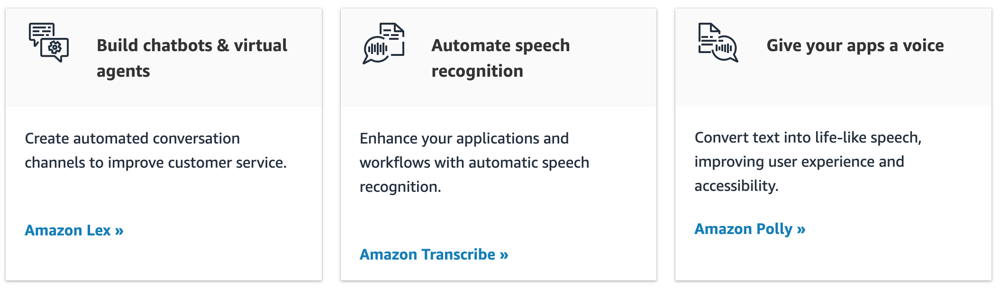 Build chatbots & virtual
agents
Create automated conversation
channels to improve customer service.
Amazon Lex »
Automate speech
recognition
Enhance your applications and
workflows with automatic speech
recognition.
Amazon Transcribe »
Give your apps a voice
Convert text into life-like speech,
improving user experience and
accessibility.
Amazon Polly »